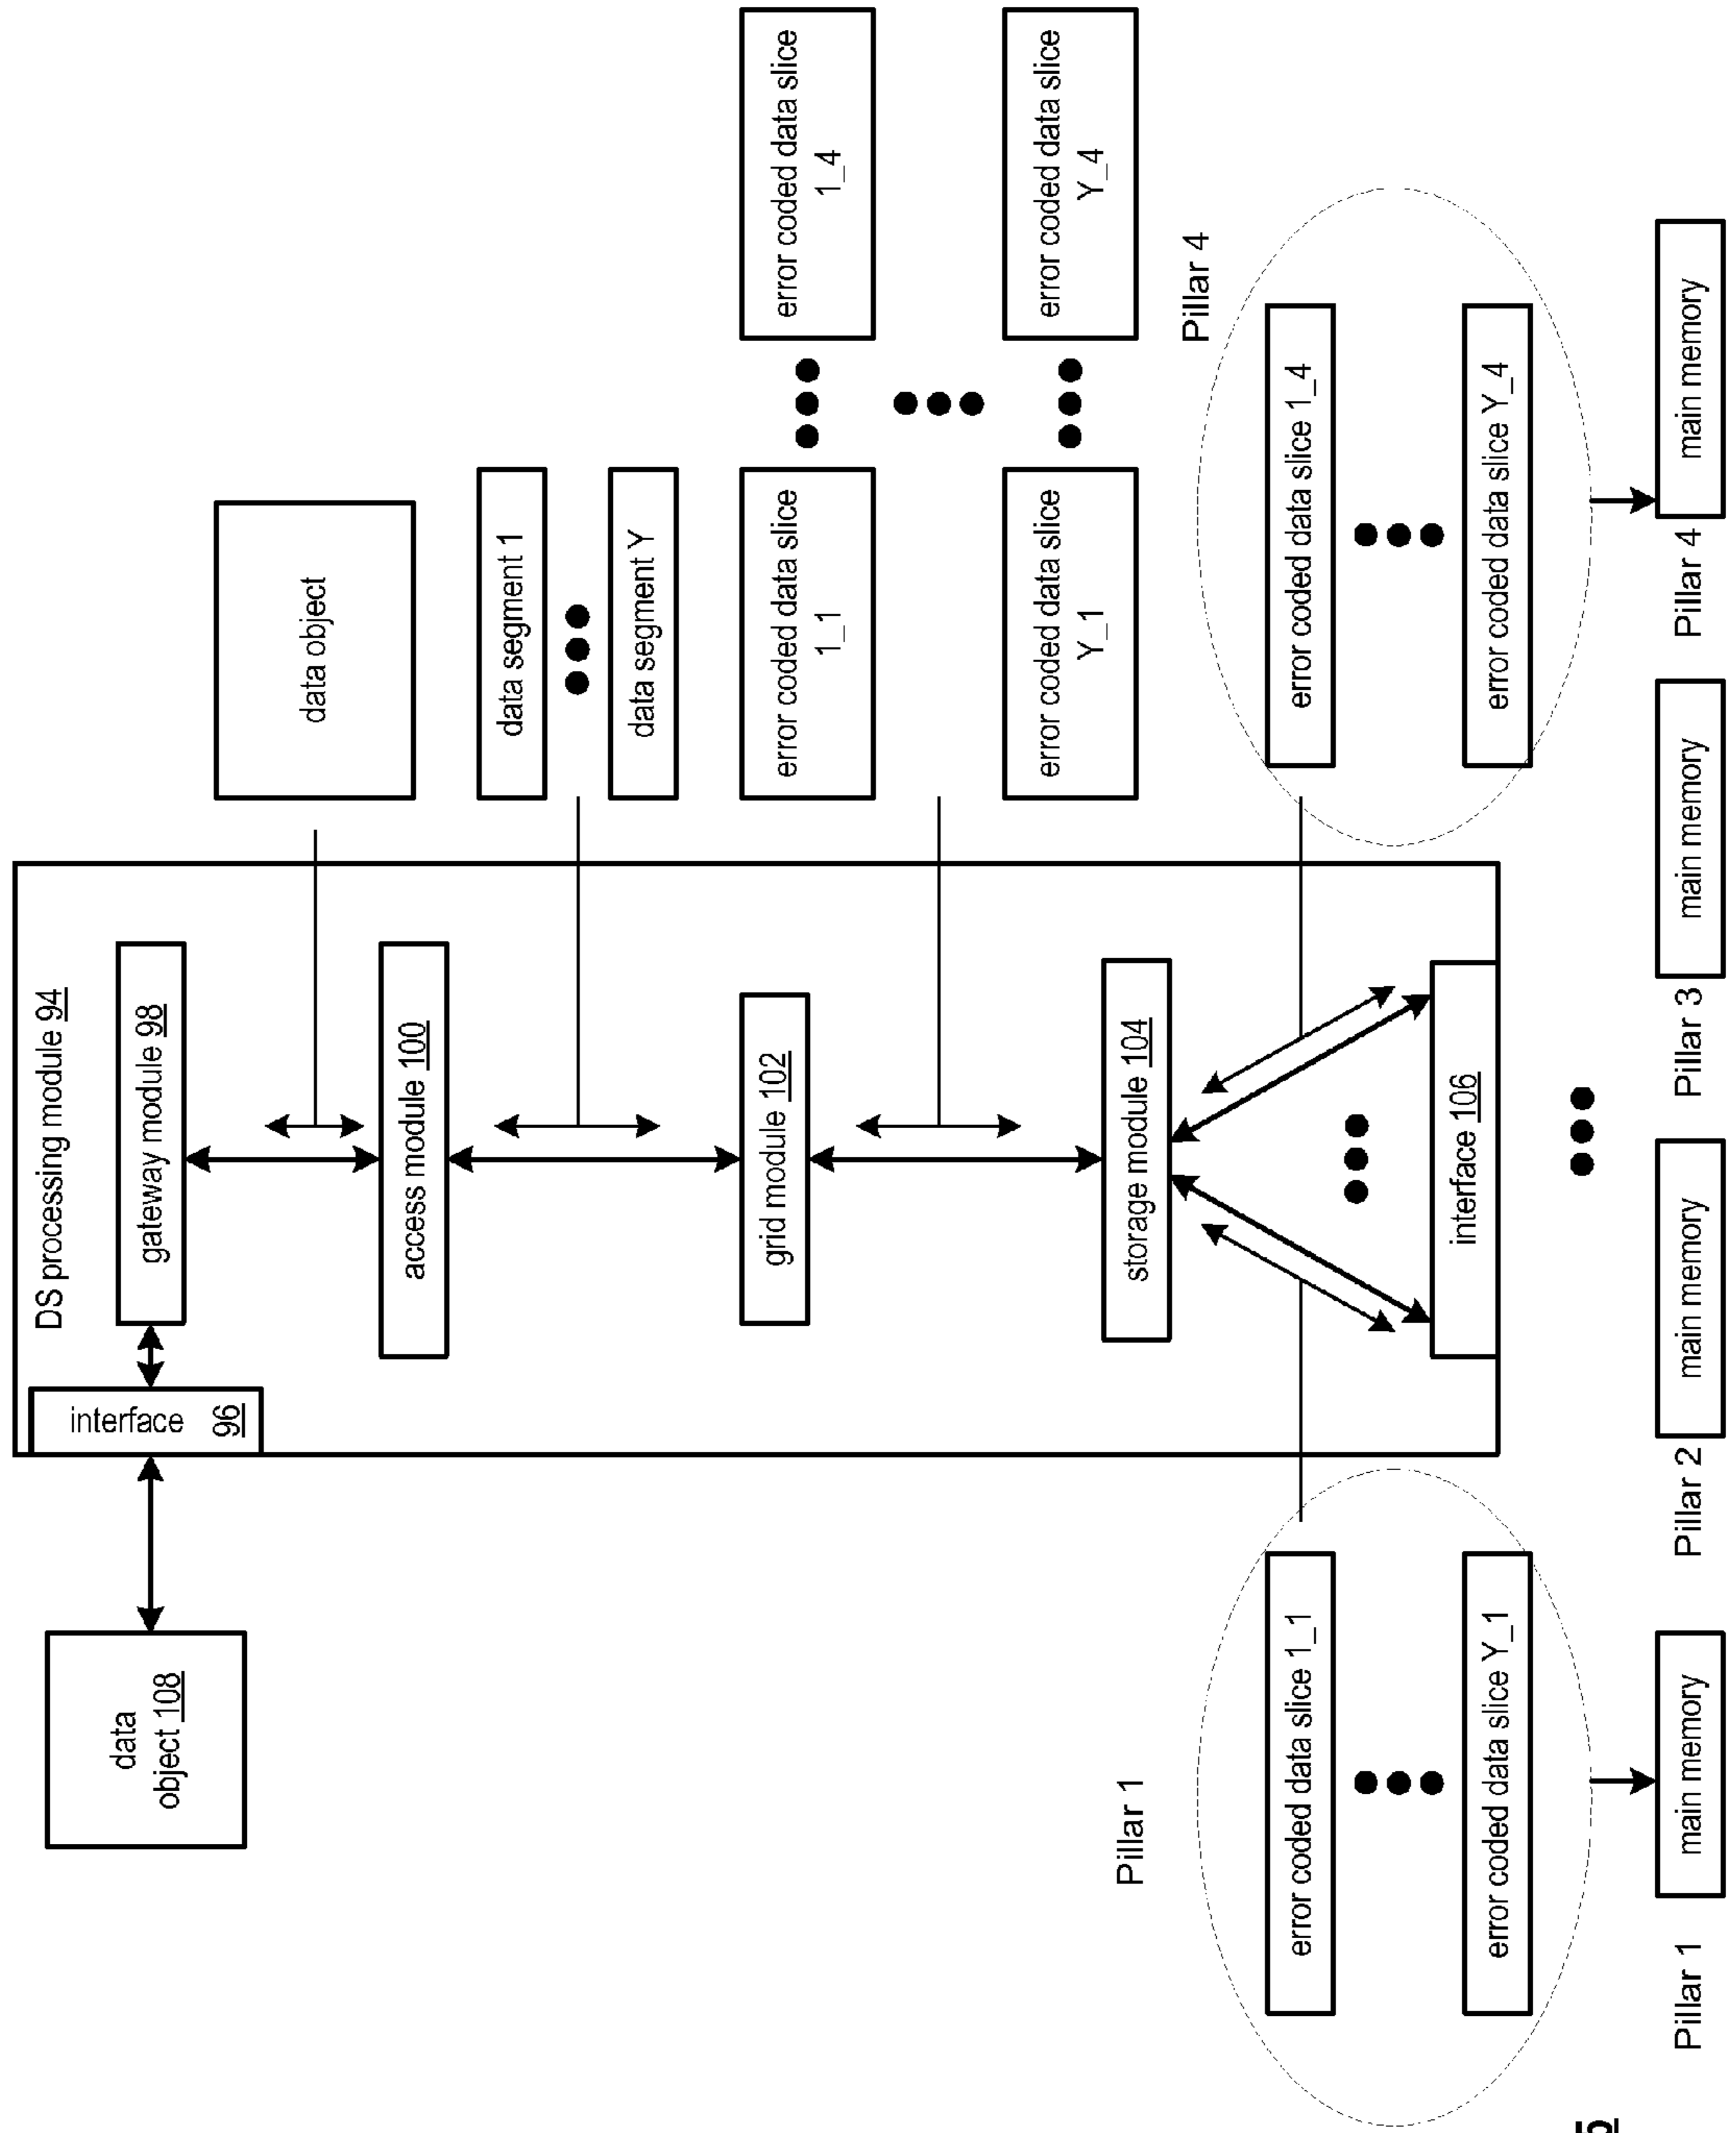 data
object 108
interface 96
DS processing module 94
gateway module 98
access module 100
grid module 102
storage module 104
interface 106
data object
data segment 1
data segment Y
error coded data slice
1_1
error coded data slice
1_4
error coded data slice
Y_1
error coded data slice
Y_4
Pillar 1
error coded data slice 1_1
error coded data slice Y_1
Pillar 4
error coded data slice 1_4
error coded data slice Y_4
Pillar 1
main memory
Pillar 2
main memory
Pillar 3
main memory
Pillar 4
main memory